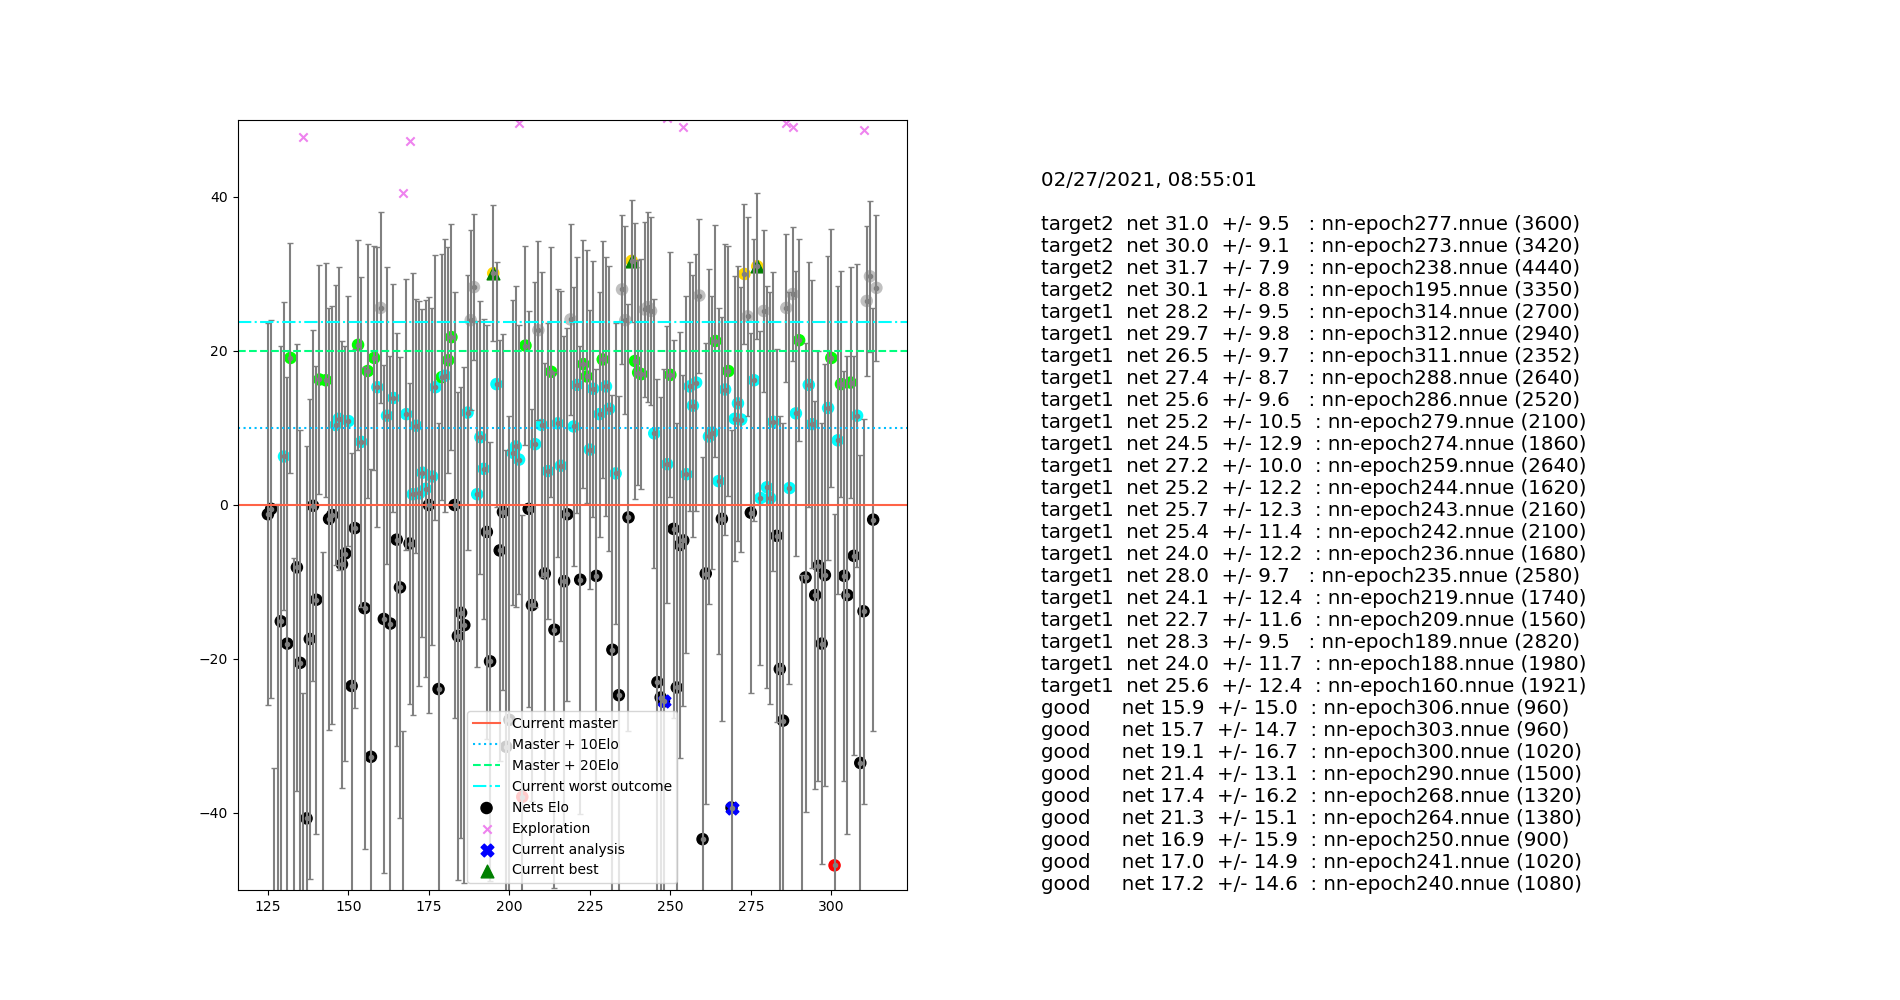 40
20
0
−20
−40
125 150 175 200 225 250 275 300
Current master
Master + 10Elo
Master + 20Elo
Current worst outcome
Nets Elo
Exploration
Current analysis
Current best
02/27/2021, 08:55:01
target2 net 31.0 +/- 9.5 : nn-epoch277.nnue (3600)
target2 net 30.0 +/- 9.1 : nn-epoch273.nnue (3420)
target2 net 31.7 +/- 7.9 : nn-epoch238.nnue (4440)
target2 net 30.1 +/- 8.8 : nn-epoch195.nnue (3350)
target1 net 28.2 +/- 9.5 : nn-epoch314.nnue (2700)
target1 net 29.7 +/- 9.8 : nn-epoch312.nnue (2940)
target1 net 26.5 +/- 9.7 : nn-epoch311.nnue (2352)
target1 net 27.4 +/- 8.7 : nn-epoch288.nnue (2640)
target1 net 25.6 +/- 9.6 : nn-epoch286.nnue (2520)
target1 net 25.2 +/- 10.5 : nn-epoch279.nnue (2100)
target1 net 24.5 +/- 12.9 : nn-epoch274.nnue (1860)
target1 net 27.2 +/- 10.0 : nn-epoch259.nnue (2640)
target1 net 25.2 +/- 12.2 : nn-epoch244.nnue (1620)
target1 net 25.7 +/- 12.3 : nn-epoch243.nnue (2160)
target1 net 25.4 +/- 11.4 : nn-epoch242.nnue (2100)
target1 net 24.0 +/- 12.2 : nn-epoch236.nnue (1680)
target1 net 28.0 +/- 9.7 : nn-epoch235.nnue (2580)
target1 net 24.1 +/- 12.4 : nn-epoch219.nnue (1740)
target1 net 22.7 +/- 11.6 : nn-epoch209.nnue (1560)
target1 net 28.3 +/- 9.5 : nn-epoch189.nnue (2820)
target1 net 24.0 +/- 11.7 : nn-epoch188.nnue (1980)
target1 net 25.6 +/- 12.4 : nn-epoch160.nnue (1921)
good net 15.9 +/- 15.0 : nn-epoch306.nnue (960)
good net 15.7 +/- 14.7 : nn-epoch303.nnue (960)
good net 19.1 +/- 16.7 : nn-epoch300.nnue (1020)
good net 21.4 +/- 13.1 : nn-epoch290.nnue (1500)
good net 17.4 +/- 16.2 : nn-epoch268.nnue (1320)
good net 21.3 +/- 15.1 : nn-epoch264.nnue (1380)
good net 16.9 +/- 15.9 : nn-epoch250.nnue (900)
good net 17.0 +/- 14.9 : nn-epoch241.nnue (1020)
good net 17.2 +/- 14.6 : nn-epoch240.nnue (1080)